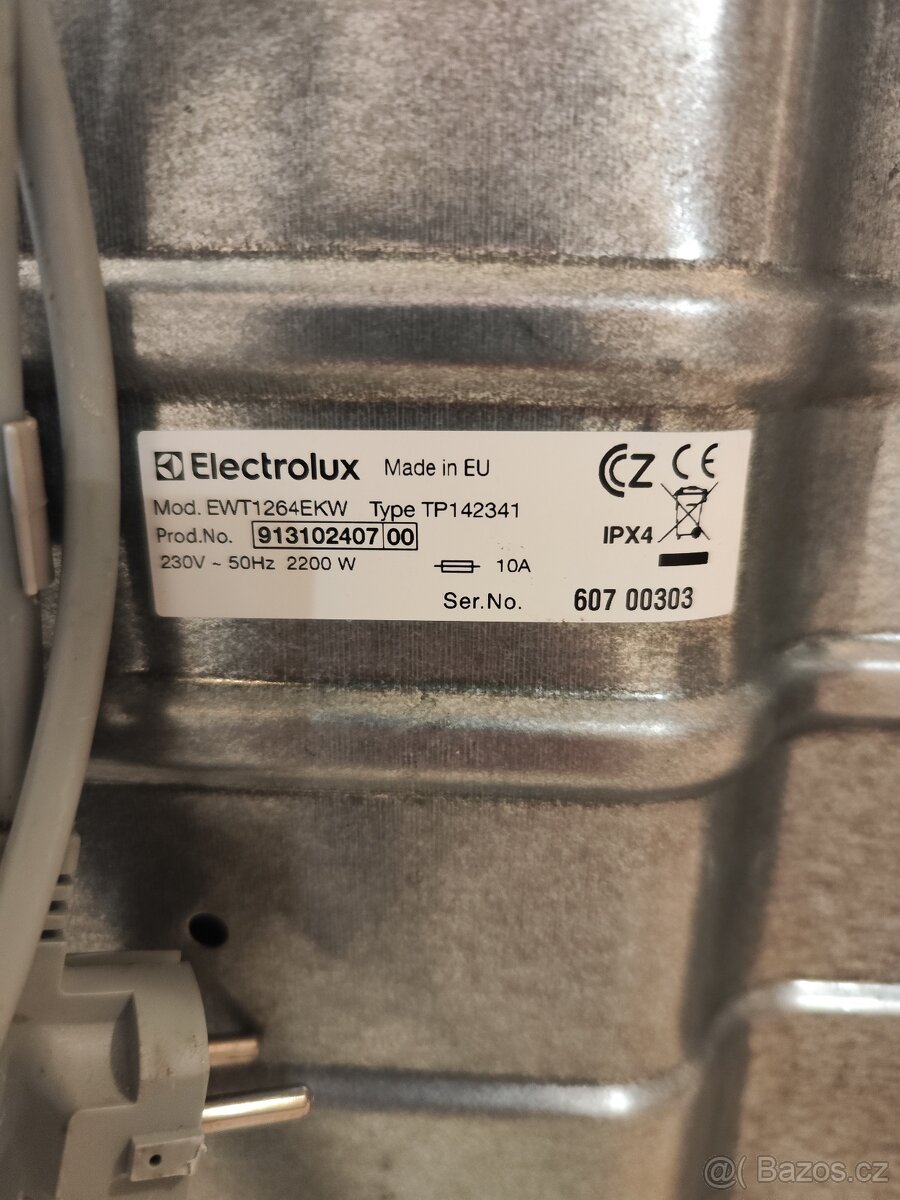 Electrolux Made in EU CZ CE
Mod. EWT1264EKW Type TP142341
Prod.No. 913102407 00 IPX4
230V ~ 50Hz 2200 W 10A
Ser.No. 607 00303
@( Bazos.cz